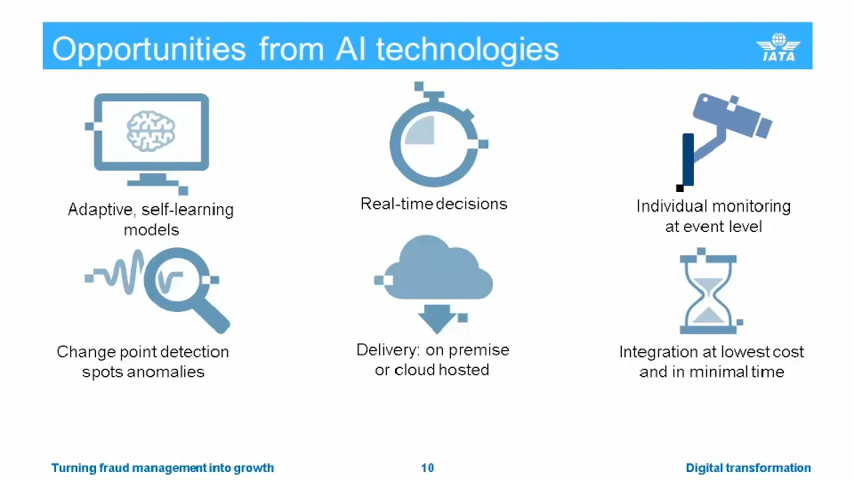 Opportunities from AI technologies
IATA
Adaptive, self-learning
models
Real-time decisions
Individual monitoring
at event level
Change point detection
spots anomalies
Delivery: on premise
or cloud hosted
Integration at lowest cost
and in minimal time
Turning fraud management into growth
10
Digital transformation